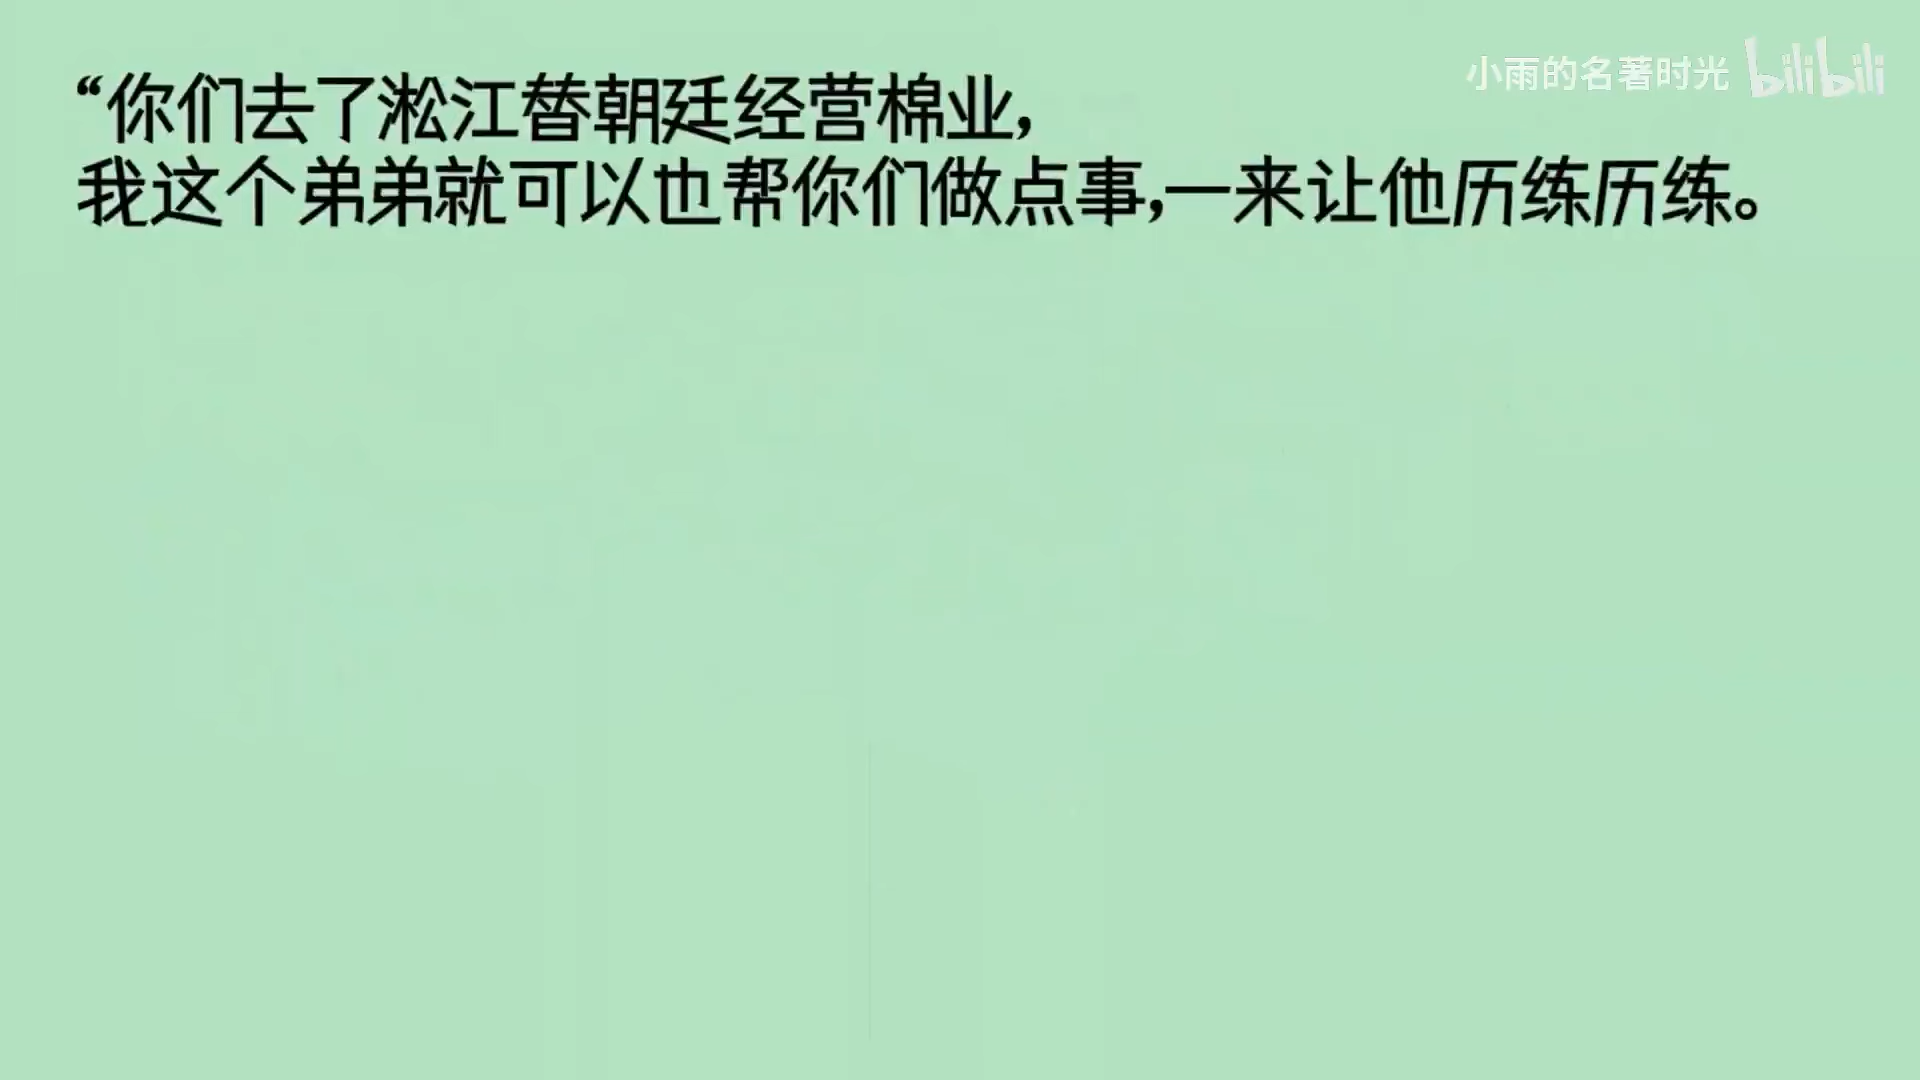 小雨的名著时光 bilibili
“你们去了淞江替朝廷经营棉业,
我这个弟弟就可以也帮你们做点事,一来让他历练历练。